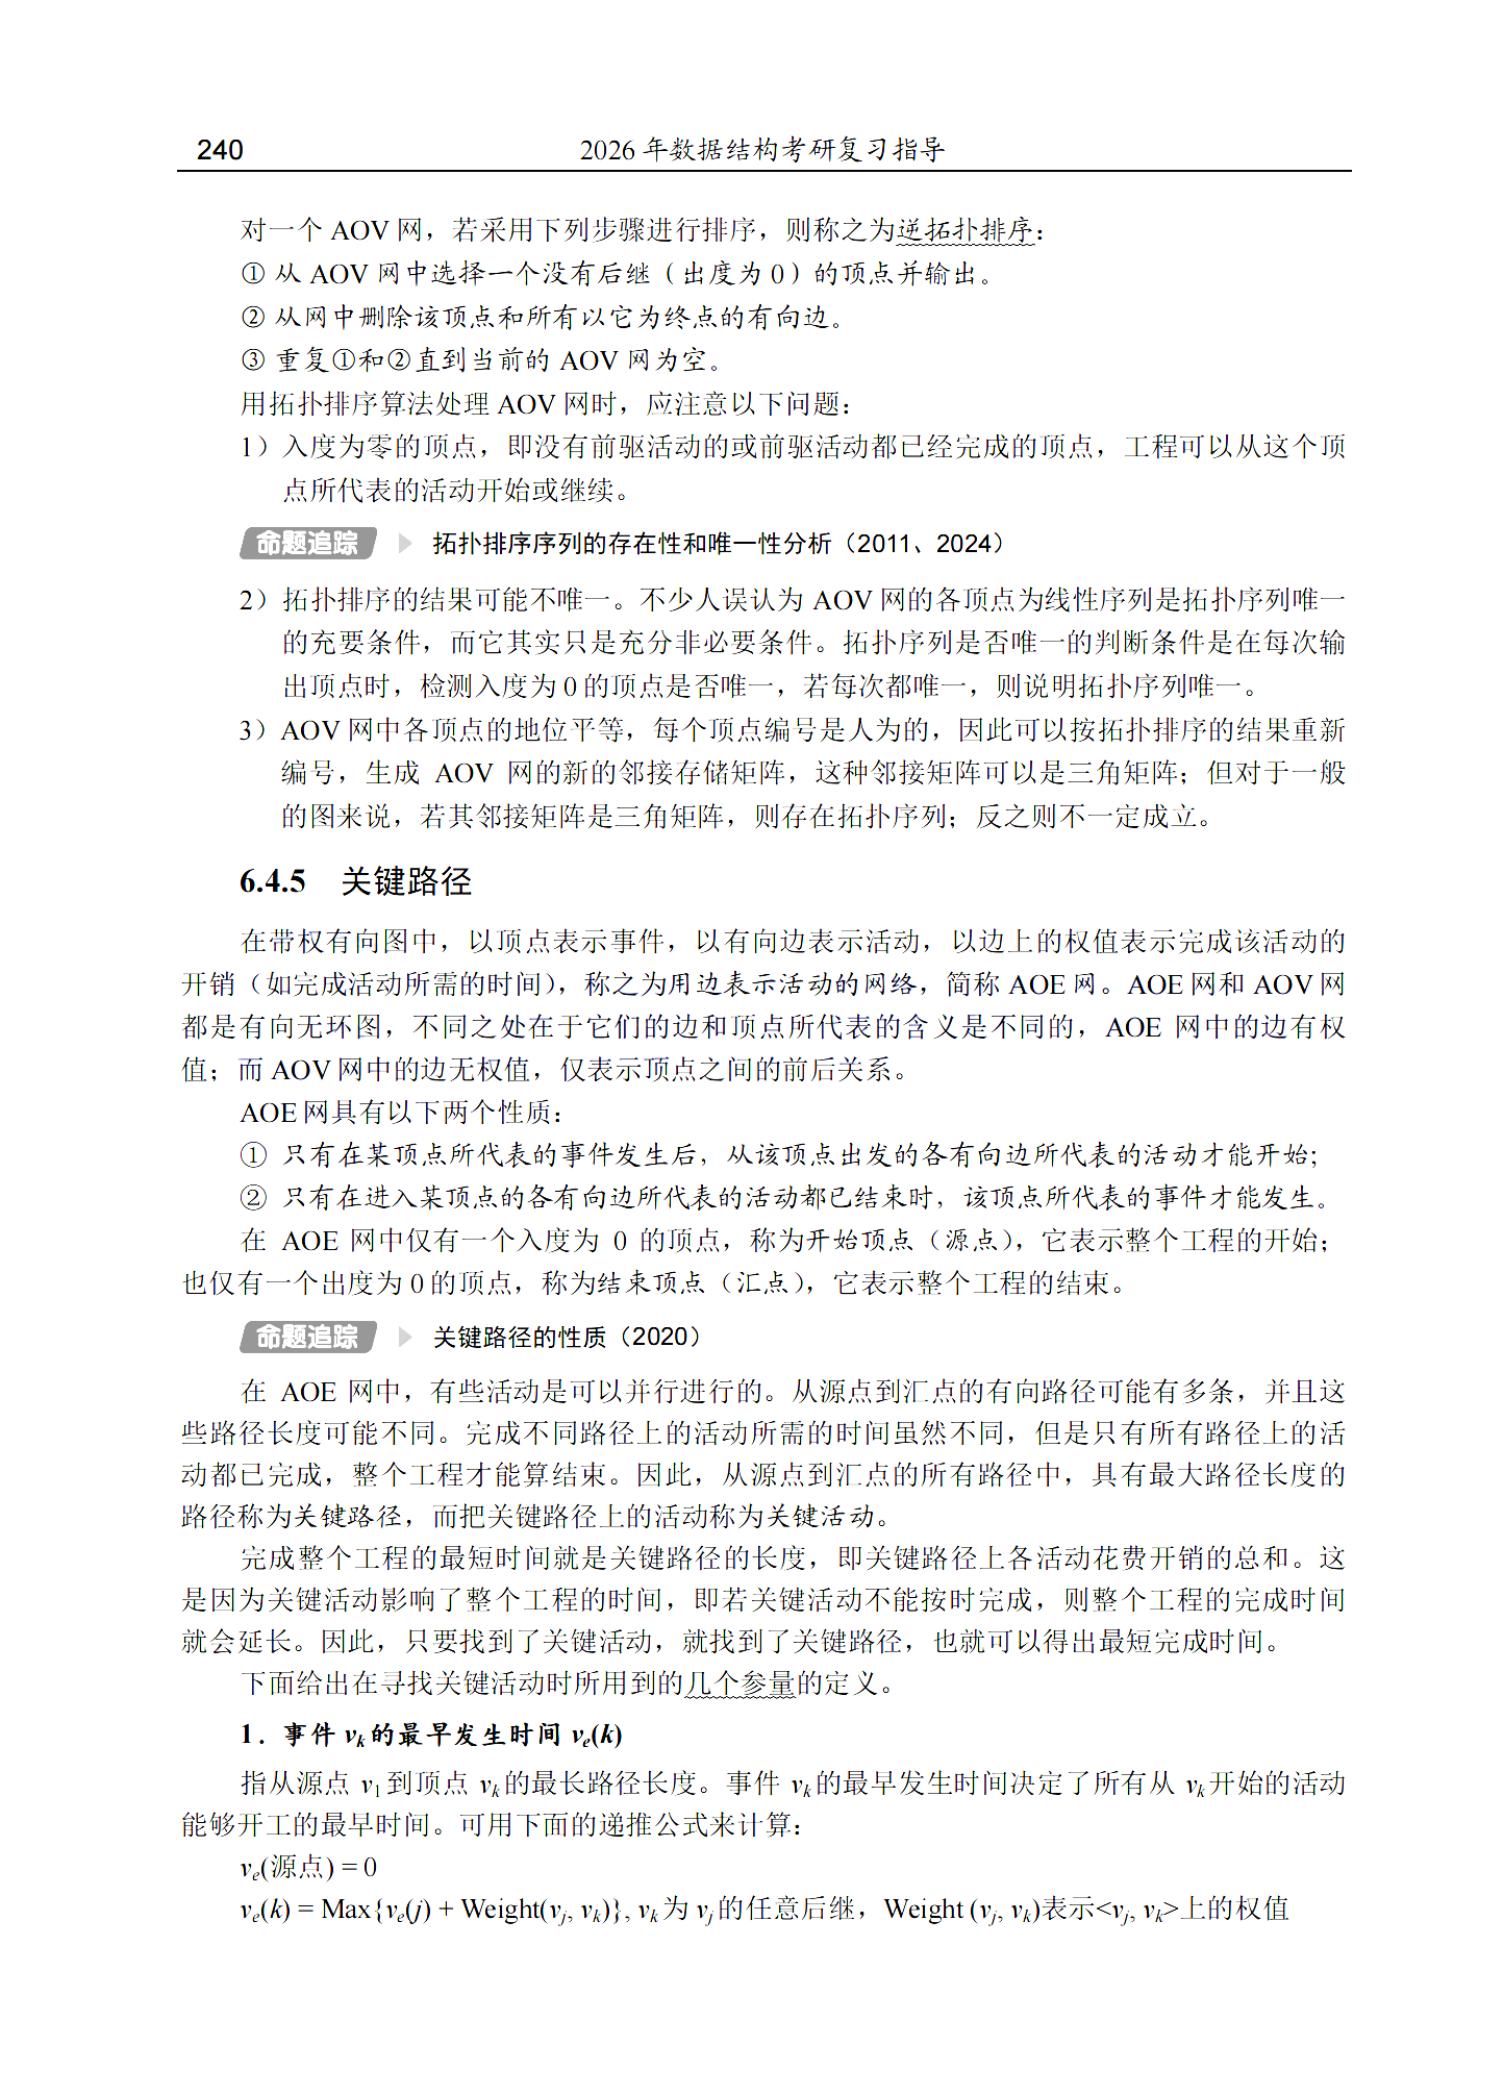 240
2026 年数据结构考研复习指导
对一个 AOV 网，若采用下列步骤进行排序，则称之为逆拓扑排序：
① 从 AOV 网中选择一个没有后继（出度为 0）的顶点并输出。
② 从网中删除该顶点和所有以它为终点的有向边。
③ 重复①和②直到当前的 AOV 网为空。
用拓扑排序算法处理 AOV 网时，应注意以下问题：
1）入度为零的顶点，即没有前驱活动的或前驱活动都已经完成的顶点，工程可以从这个顶
点所代表的活动开始或继续。
命题追踪 拓扑排序序列的存在性和唯一性分析（2011、2024）
2）拓扑排序的结果可能不唯一。不少人误认为 AOV 网的各顶点为线性序列是拓扑序列唯一
的充要条件，而它其实只是充分非必要条件。拓扑序列是否唯一的判断条件是在每次输
出顶点时，检测入度为 0 的顶点是否唯一，若每次都唯一，则说明拓扑序列唯一。
3）AOV 网中各顶点的地位平等，每个顶点编号是人为的，因此可以按拓扑排序的结果重新
编号，生成 AOV 网的新的邻接存储矩阵，这种邻接矩阵可以是三角矩阵；但对于一般
的图来说，若其邻接矩阵是三角矩阵，则存在拓扑序列；反之则不一定成立。
6.4.5 关键路径
在带权有向图中，以顶点表示事件，以有向边表示活动，以边上的权值表示完成该活动的
开销（如完成活动所需的时间），称之为用边表示活动的网络，简称 AOE 网。AOE 网和 AOV 网
都是有向无环图，不同之处在于它们的边和顶点所代表的含义是不同的，AOE 网中的边有权
值；而 AOV 网中的边无权值，仅表示顶点之间的前后关系。
AOE 网具有以下两个性质：
① 只有在某顶点所代表的事件发生后，从该顶点出发的各有向边所代表的活动才能开始；
② 只有在进入某顶点的各有向边所代表的活动都已结束时，该顶点所代表的事件才能发生。
在 AOE 网中仅有一个入度为 0 的顶点，称为开始顶点（源点），它表示整个工程的开始；
也仅有一个出度为 0 的顶点，称为结束顶点（汇点），它表示整个工程的结束。
命题追踪 关键路径的性质（2020）
在 AOE 网中，有些活动是可以并行进行的。从源点到汇点的有向路径可能有多条，并且这
些路径长度可能不同。完成不同路径上的活动所需的时间虽然不同，但是只有所有路径上的活
动都已完成，整个工程才能算结束。因此，从源点到汇点的所有路径中，具有最大路径长度的
路径称为关键路径，而把关键路径上的活动称为关键活动。
完成整个工程的最短时间就是关键路径的长度，即关键路径上各活动花费开销的总和。这
是因为关键活动影响了整个工程的时间，即若关键活动不能按时完成，则整个工程的完成时间
就会延长。因此，只要找到了关键活动，就找到了关键路径，也就可以得出最短完成时间。
下面给出在寻找关键活动时所用到的几个参量的定义。
1．事件 vk 的最早发生时间 ve(k)
指从源点 v1 到顶点 vk 的最长路径长度。事件 vk 的最早发生时间决定了所有从 vk 开始的活动
能够开工的最早时间。可用下面的递推公式来计算：
ve(源点) = 0
ve(k) = Max{ve(j) + Weight(vj, vk)}, vk 为 vj 的任意后继，Weight (vj, vk)表示<vj, vk>上的权值